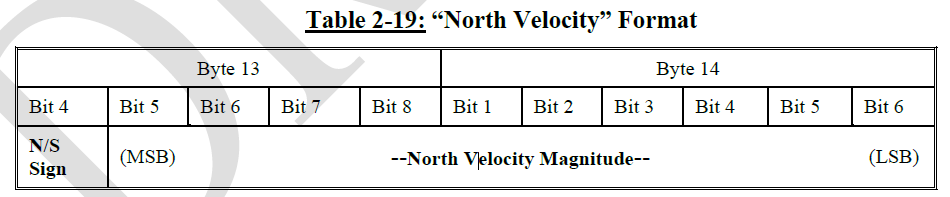 Table 2-19: “North Velocity” Format
Byte 13 Byte 14
Bit 4 Bit 5 Bit 6 Bit 7 Bit 8 Bit 1 Bit 2 Bit 3 Bit 4 Bit 5 Bit 6
N/S
Sign (MSB) --North Velocity Magnitude-- (LSB)